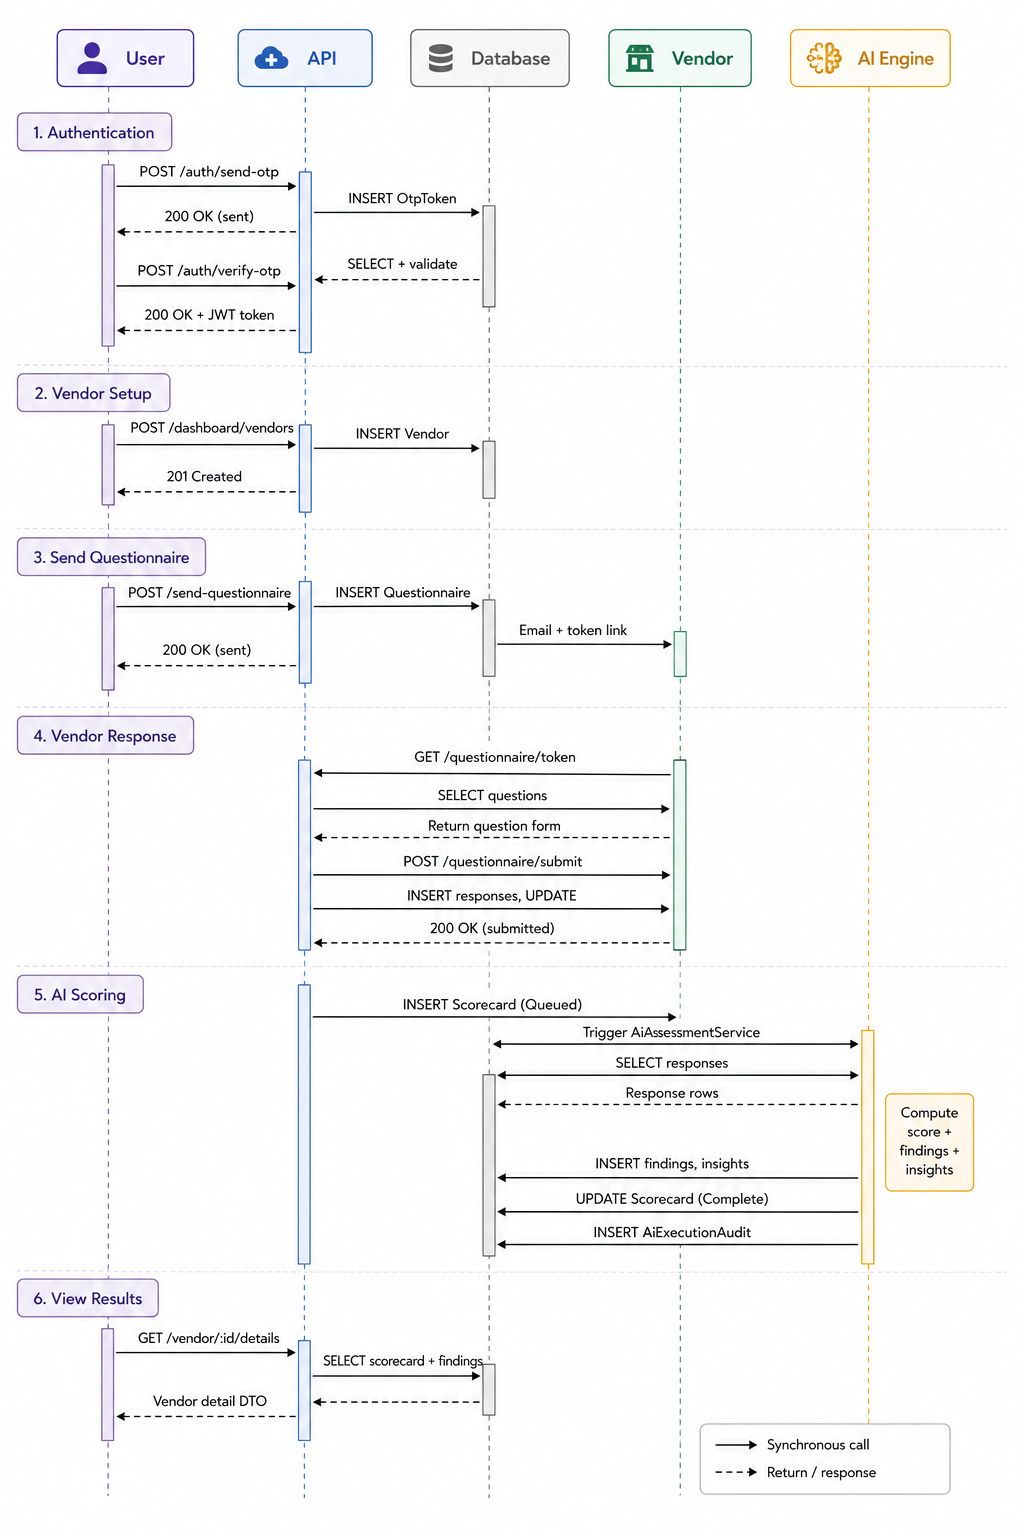 User
API
Database
Vendor
AI Engine
1. Authentication
POST /auth/send-otp
INSERT OtpToken
200 OK (sent)
SELECT + validate
POST /auth/verify-otp
200 OK + JWT token
2. Vendor Setup
POST /dashboard/vendors
INSERT Vendor
201 Created
3. Send Questionnaire
POST /send-questionnaire
INSERT Questionnaire
Email + token link
200 OK (sent)
4. Vendor Response
GET /questionnaire/token
SELECT questions
Return question form
POST /questionnaire/submit
INSERT responses, UPDATE
200 OK (submitted)
5. AI Scoring
INSERT Scorecard (Queued)
Trigger AiAssessmentService
SELECT responses
Response rows
Compute
score +
findings +
insights
INSERT findings, insights
UPDATE Scorecard (Complete)
INSERT AiExecutionAudit
6. View Results
GET /vendor/:id/details
SELECT scorecard + findings
Vendor detail DTO
Synchronous call
Return / response